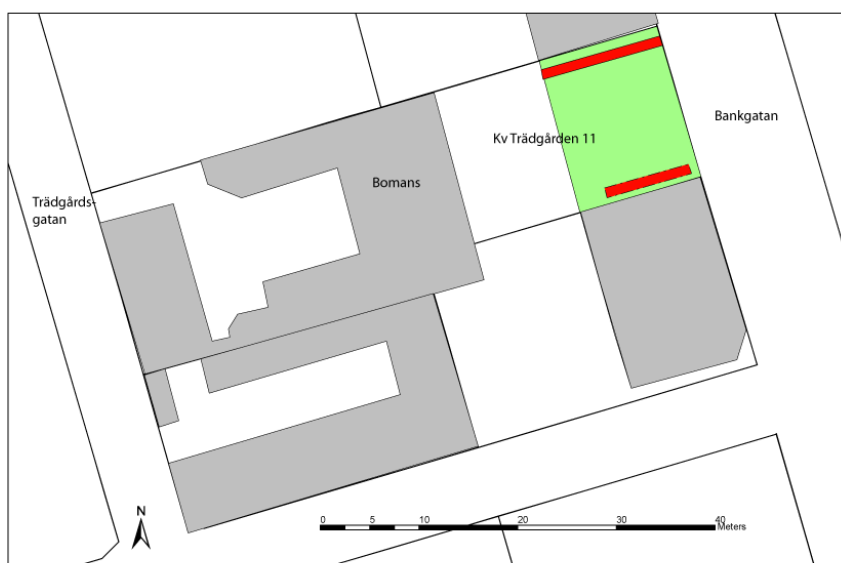 Bankgatan
Kv Trädgården 11
Bomans
Trädgårds-
gatan
N
0 5 10 20 30 40
Meters